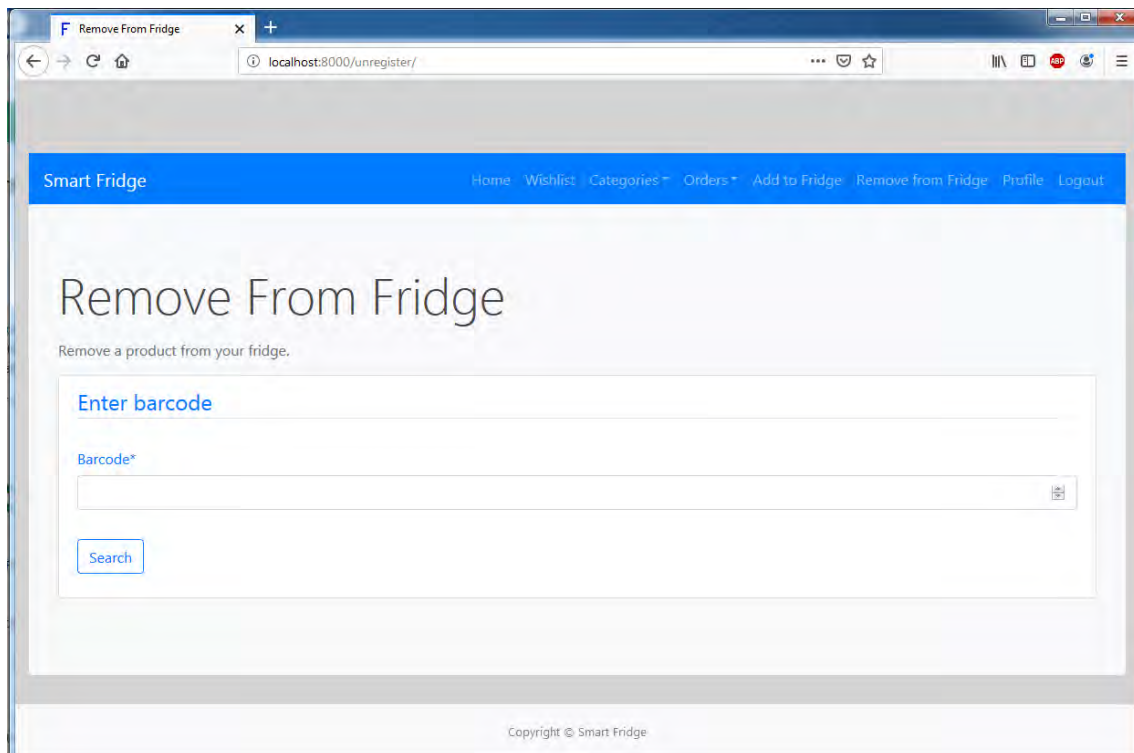 F Remove From Fridge
localhost:8000/unregister/
ABP
Smart Fridge Home Wishlist Categories Orders Add to Fridge Remove from Fridge Profile Logout
Remove From Fridge
Remove a product from your fridge.
Enter barcode
Barcode*
Search
Copyright © Smart Fridge